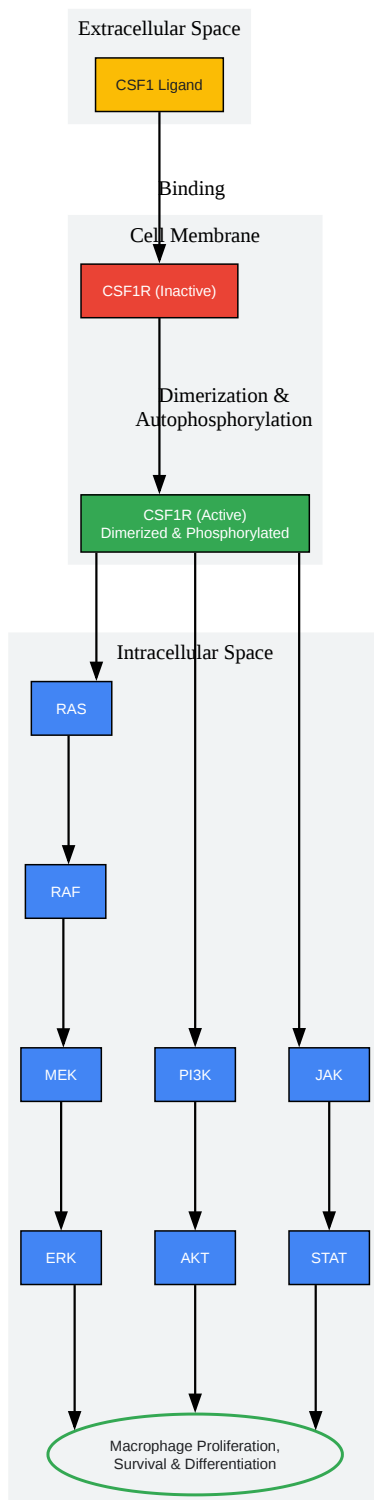 Extracellular Space
CSF1 Ligand
Binding
Cell Membrane
CSF1R (Inactive)
Dimerization &
Autophosphorylation
CSF1R (Active)
Dimerized & Phosphorylated
Intracellular Space
RAS
RAF
MEK
PI3K
JAK
ERK
AKT
STAT
Macrophage Proliferation,
Survival & Differentiation